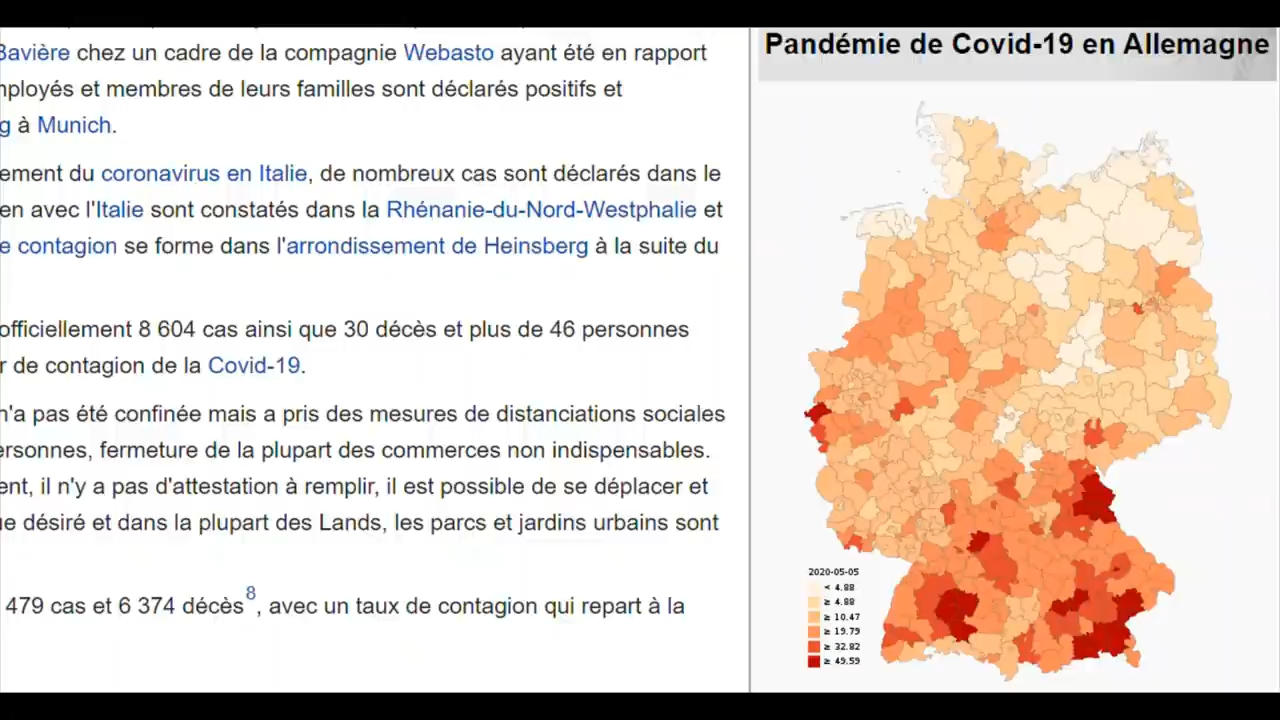 Bavière chez un cadre de la compagnie Webasto ayant été en rapport
mployés et membres de leurs familles sont déclarés positifs et
g à Munich.
ement du coronavirus en Italie, de nombreux cas sont déclarés dans le
en avec l'Italie sont constatés dans la Rhénanie-du-Nord-Westphalie et
e contagion se forme dans l'arrondissement de Heinsberg à la suite du
officiellement 8 604 cas ainsi que 30 décès et plus de 46 personnes
r de contagion de la Covid-19.
n'a pas été confinée mais a pris des mesures de distanciations sociales
ersonnes, fermeture de la plupart des commerces non indispensables.
ent, il n'y a pas d'attestation à remplir, il est possible de se déplacer et
ue désiré et dans la plupart des Lands, les parcs et jardins urbains sont
479 cas et 6 374 décès8, avec un taux de contagion qui repart à la
Pandémie de Covid-19 en Allemagne
2020-05-05
< 4.88
≥ 4.88
≥ 10.47
≥ 19.79
≥ 32.82
≥ 49.59